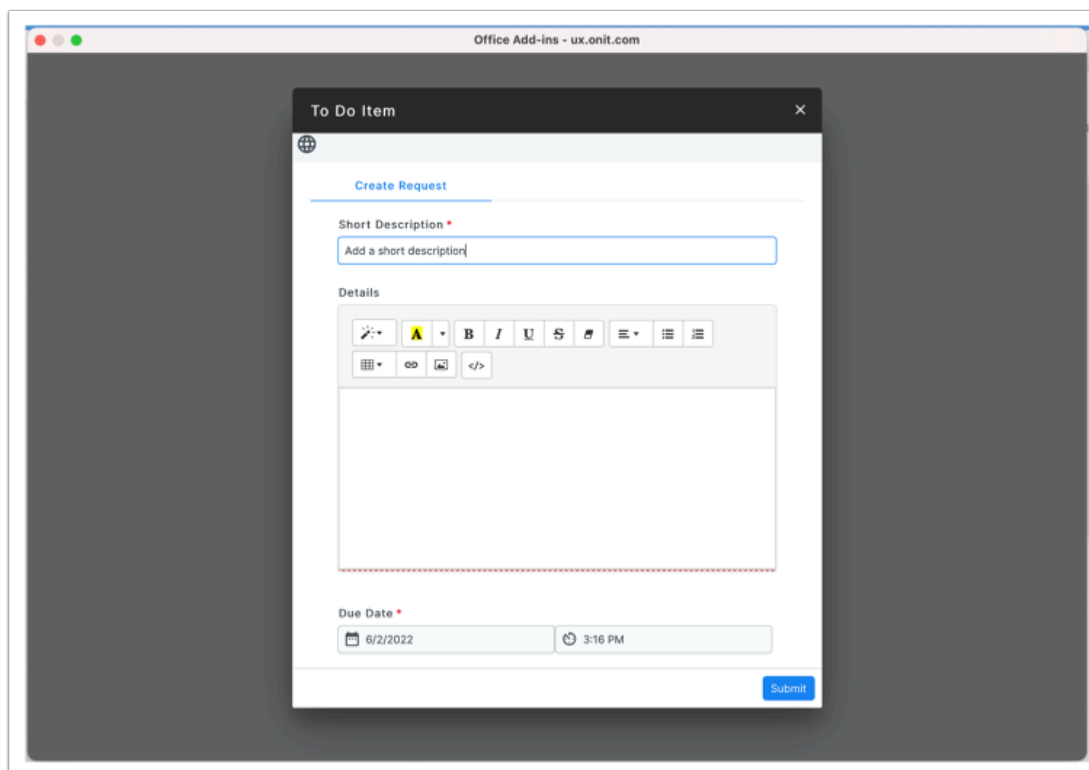 Office Add-ins - ux.onit.com
To Do Item
Create Request
Short Description *
Add a short description
Details
A B I U S
</>
Due Date *
6/2/2022 3:16 PM
Submit